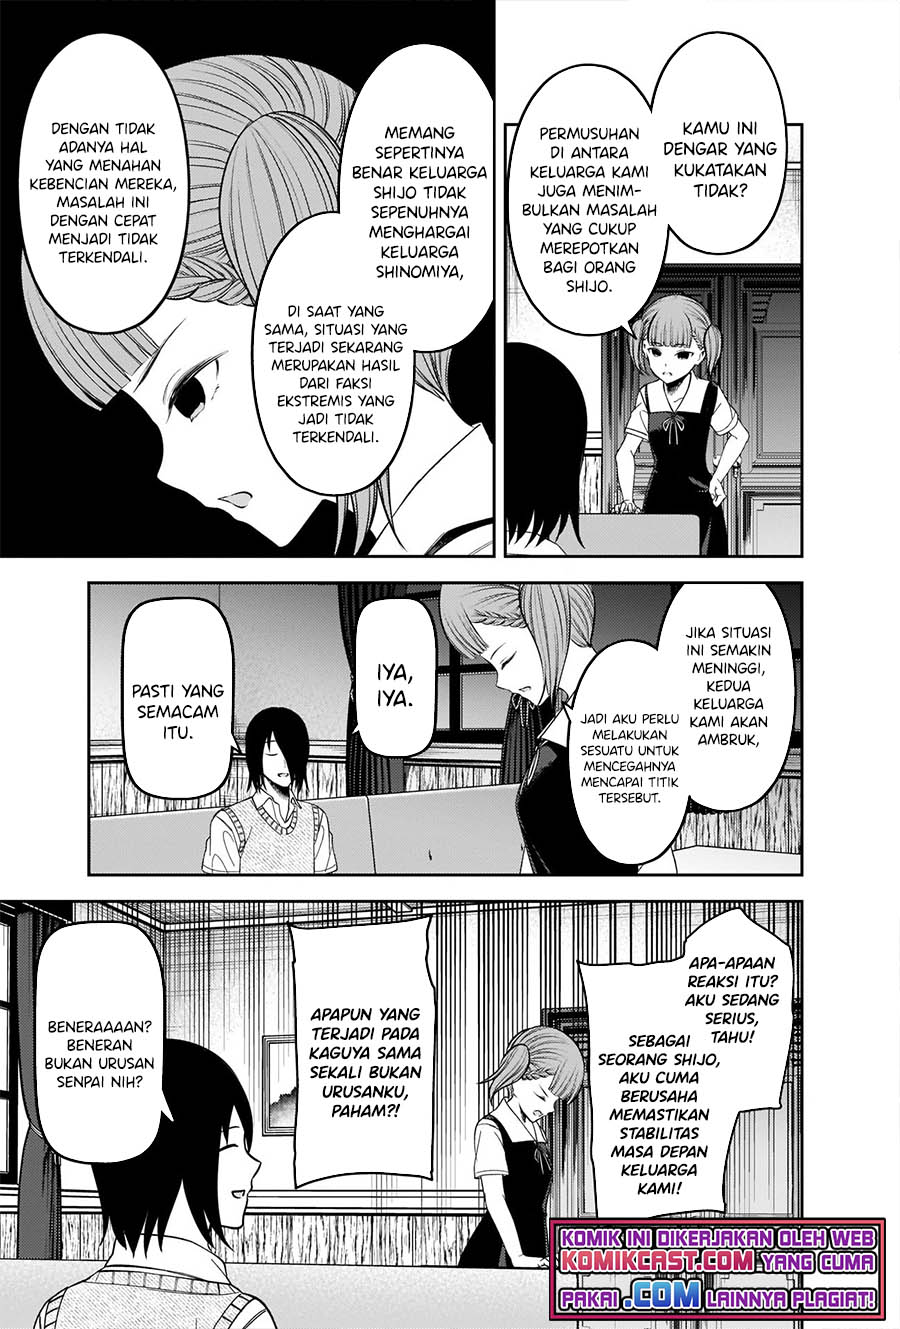 KAMU INI
DENGAR YANG
KUKATAKAN
TIDAK?
PERMUSUHAN
DI ANTARA
KELUARGA KAMI
JUGA MENIM-
BULKAN MASALAH
YANG CUKUP
MEREPOTKAN
BAGI ORANG
SHIJO.
MEMANG
SEPERTINYA
BENAR KELUARGA
SHIJO TIDAK
SEPENUHNYA
MENGHARGAI
KELUARGA
SHINOMIYA,
DI SAAT YANG
SAMA, SITUASI YANG
TERJADI SEKARANG
MERUPAKAN HASIL
DARI FAKSI
EKSTREMIS YANG
JADI TIDAK
TERKENDALI.
DENGAN TIDAK
ADANYA HAL
YANG MENAHAN
KEBENCIAN MEREKA,
MASALAH INI
DENGAN CEPAT
MENJADI TIDAK
TERKENDALI.
JIKA SITUASI
INI SEMAKIN
MENINGGI,
KEDUA
KELUARGA
KAMI AKAN
AMBRUK,
JADI AKU PERLU
MELAKUKAN
SESUATU UNTUK
MENCEGAHNYA
MENCAPAI TITIK
TERSEBUT.
IYA,
IYA.
PASTI YANG
SEMACAM
ITU.
APA-APAAN
REAKSI ITU?
AKU SEDANG
SERIUS,
TAHU!
SEBAGAI
SEORANG SHIJO,
AKU CUMA
BERUSAHA
MEMASTIKAN
STABILITAS
MASA DEPAN
KELUARGA
KAMI!
APAPUN YANG
TERJADI PADA
KAGUYA SAMA
SEKALI BUKAN
URUSANKU,
PAHAM?!
BENERAAAAN?
BENERAN
BUKAN URUSAN
SENPAI NIH?
KOMIK INI DIKERJAKAN OLEH WEB
KOMIKCAST.COM YANG CUMA
PAKAI .COM LAINNYA PLAGIAT!